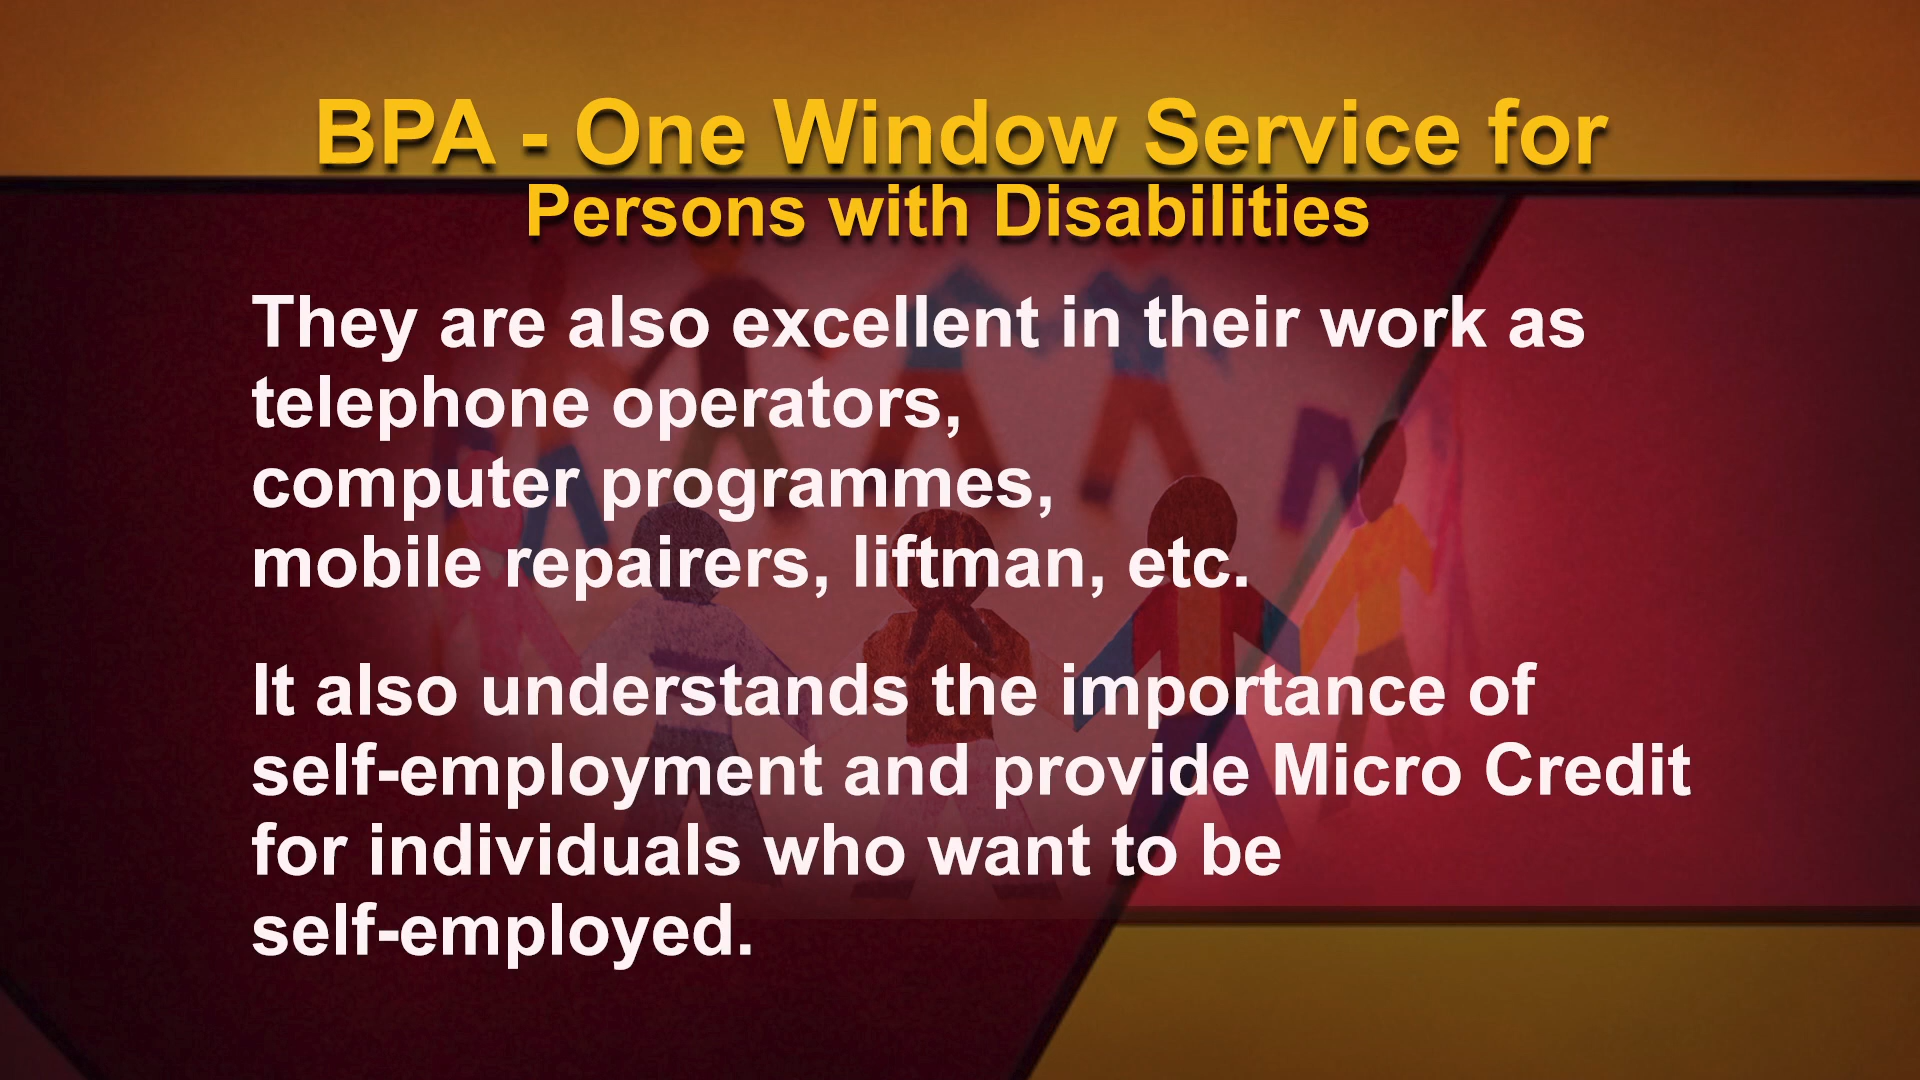 BPA - One Window Service for
Persons with Disabilities
They are also excellent in their work as
telephone operators,
computer programmes,
mobile repairers, liftman, etc.
It also understands the importance of
self-employment and provide Micro Credit
for individuals who want to be
self-employed.